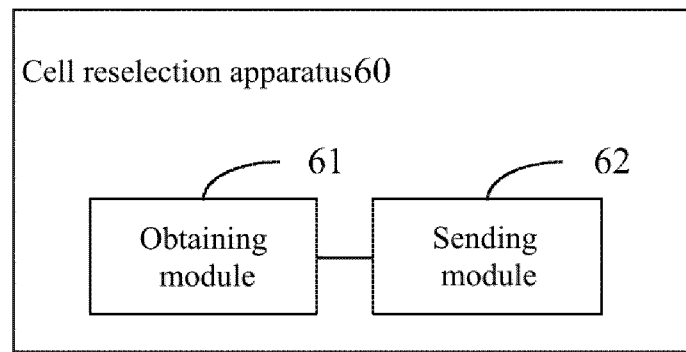 Cell reselection apparatus60
61
62
Obtaining
module
Sending
module